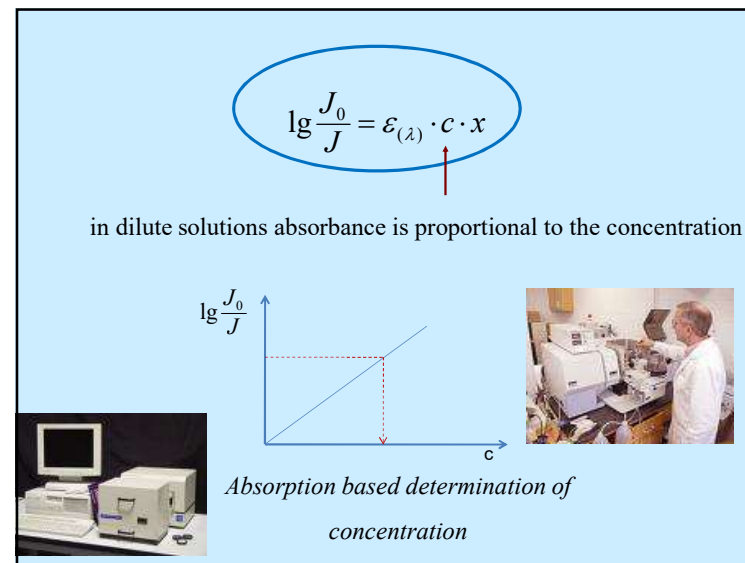 lg J₀/J = ε(λ) · c · x
in dilute solutions absorbance is proportional to the concentration
lg J₀/J
c
Absorption based determination of
concentration